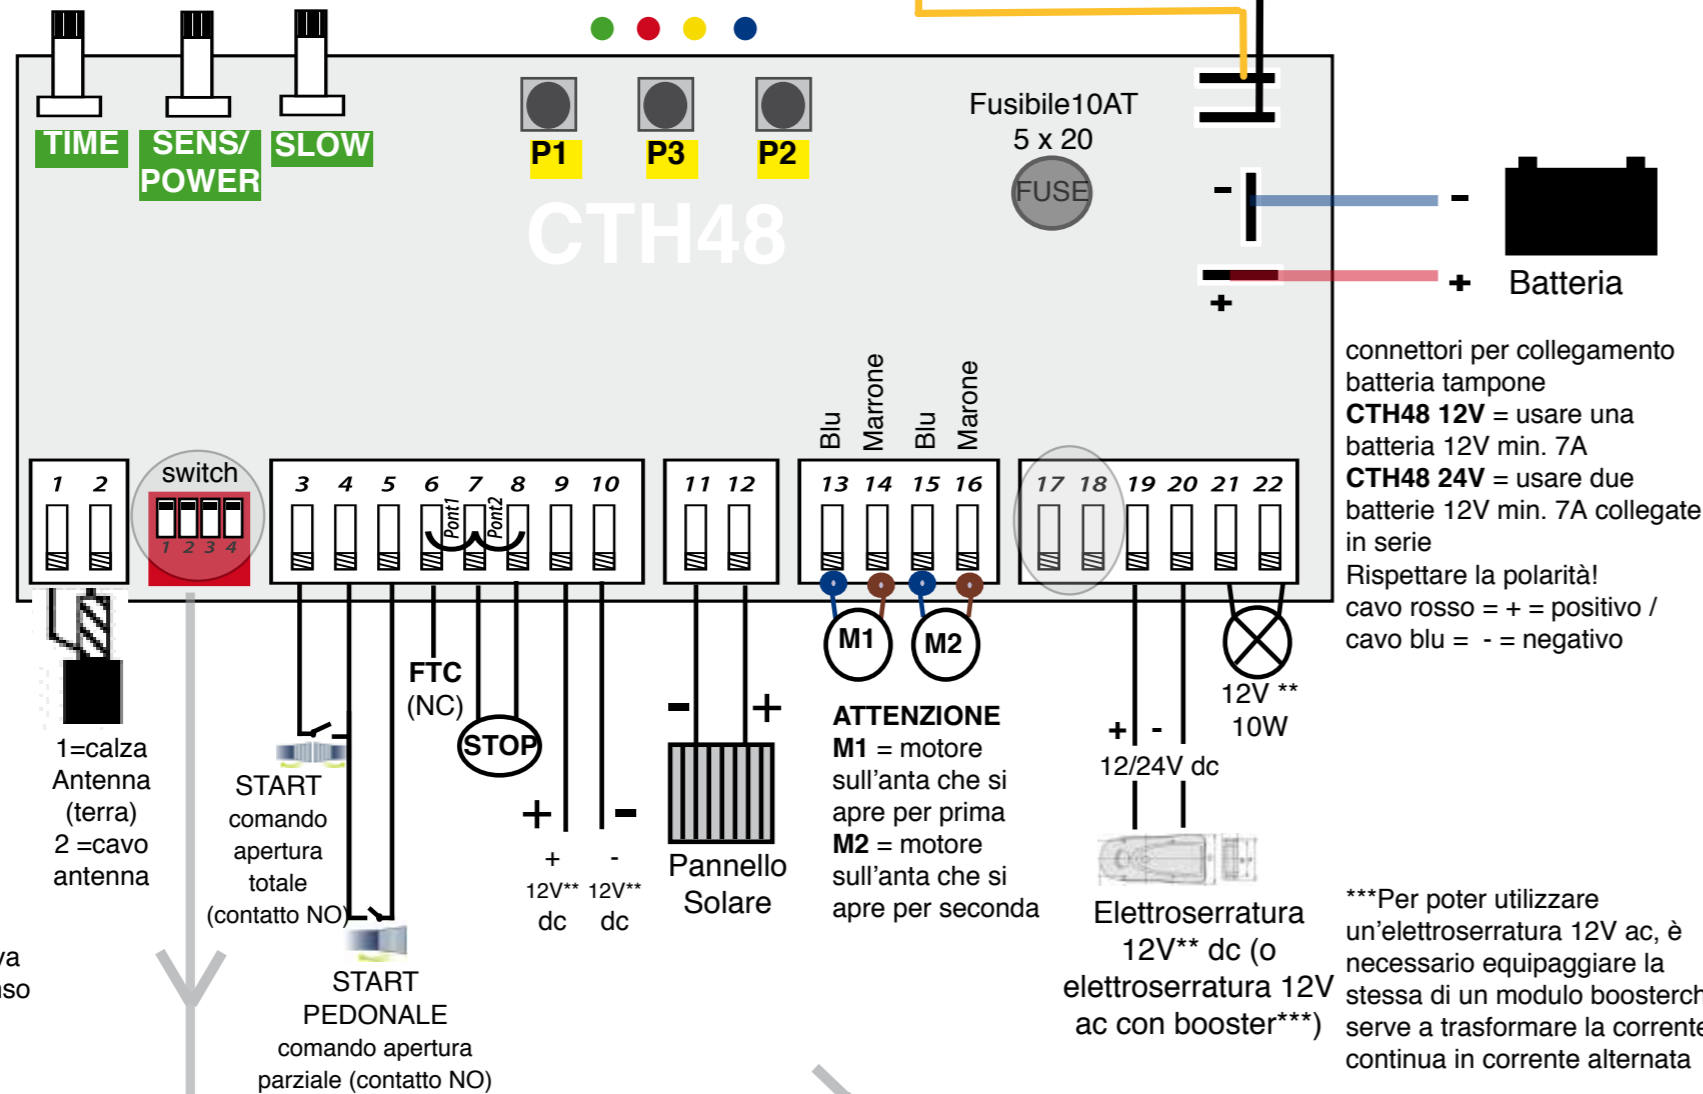 TIME
SENS/
POWER
SLOW
P1
P3
P2
CTH48
Fusibile10AT
5 x 20
FUSE
-
+
-
+
Batteria
connettori per collegamento
batteria tampone
CTH48 12V = usare una
batteria 12V min. 7A
CTH48 24V = usare due
batterie 12V min. 7A collegate
in serie
Rispettare la polarità!
cavo rosso = + = positivo /
cavo blu = - = negativo
Blu
Marrone
Blu
Marone
1 2
switch
1 2 3 4
3 4 5 6 7 8 9 10
Pont1
Pont2
11 12
13 14 15 16
17 18 19 20 21 22
1=calza
Antenna
(terra)
2 =cavo
antenna
START
comando
apertura
totale
(contatto NO)
START
PEDONALE
comando apertura
parziale (contatto NO)
FTC
(NC)
STOP
+ -
+ -
12V** 12V**
dc dc
- +
Pannello
Solare
M1
M2
ATTENZIONE
M1 = motore
sull'anta che si
apre per prima
M2 = motore
sull'anta che si
apre per seconda
+ -
12/24V dc
Elettroserratura
12V** dc (o
elettroserratura 12V
ac con booster***)
12V **
10W
***Per poter utilizzare
un'elettroserratura 12V ac, è
necessario equipaggiare la
stessa di un modulo boosterch
serve a trasformare la corrente
continua in corrente alternata
va
nso